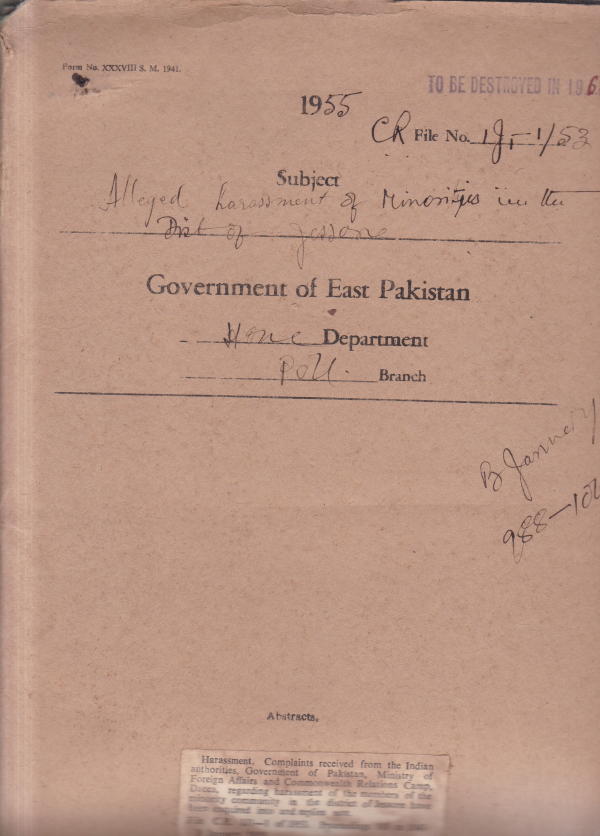 Form No. XXXVIII S. M. 1941.
TO BE DESTROYED IN 196
1955
CR File No. 1J-1/53
Subject
Alleged harassment of Minorities in the
Dist of Jessore
Government of East Pakistan
Home Department
Poll. Branch
B January
988-10
Abstracts.
Harassment. Complaints received from the Indian
authorities, Government of Pakistan, Ministry of
Foreign Affairs and Commonwealth Relations Camp,
Dacca, regarding harassment of the members of the
minority community in the district of Jessore have
been enquired into and